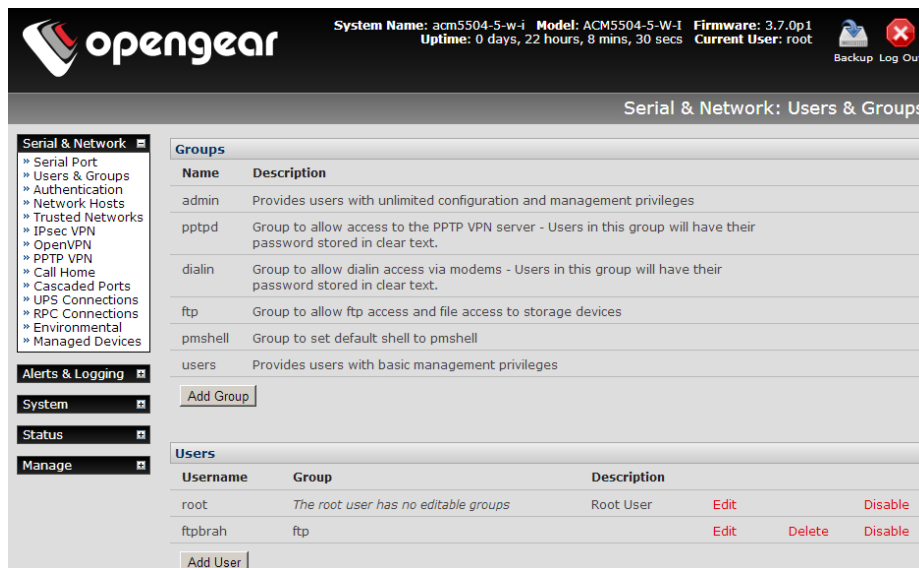 opengear
System Name: acm5504-5-w-i Model: ACM5504-5-W-I Firmware: 3.7.0p1
Uptime: 0 days, 22 hours, 8 mins, 30 secs Current User: root
Backup Log Ou
Serial & Network: Users & Groups
Serial & Network
» Serial Port
» Users & Groups
» Authentication
» Network Hosts
» Trusted Networks
» IPsec VPN
» OpenVPN
» PPTP VPN
» Call Home
» Cascaded Ports
» UPS Connections
» RPC Connections
» Environmental
» Managed Devices
Alerts & Logging
System
Status
Manage
Groups
Name Description
admin Provides users with unlimited configuration and management privileges
pptpd Group to allow access to the PPTP VPN server - Users in this group will have their
password stored in clear text.
dialin Group to allow dialin access via modems - Users in this group will have their
password stored in clear text.
ftp Group to allow ftp access and file access to storage devices
pmshell Group to set default shell to pmshell
users Provides users with basic management privileges
Add Group
Users
Username Group Description
root The root user has no editable groups Root User Edit Disable
ftpbrah ftp Edit Delete Disable
Add User